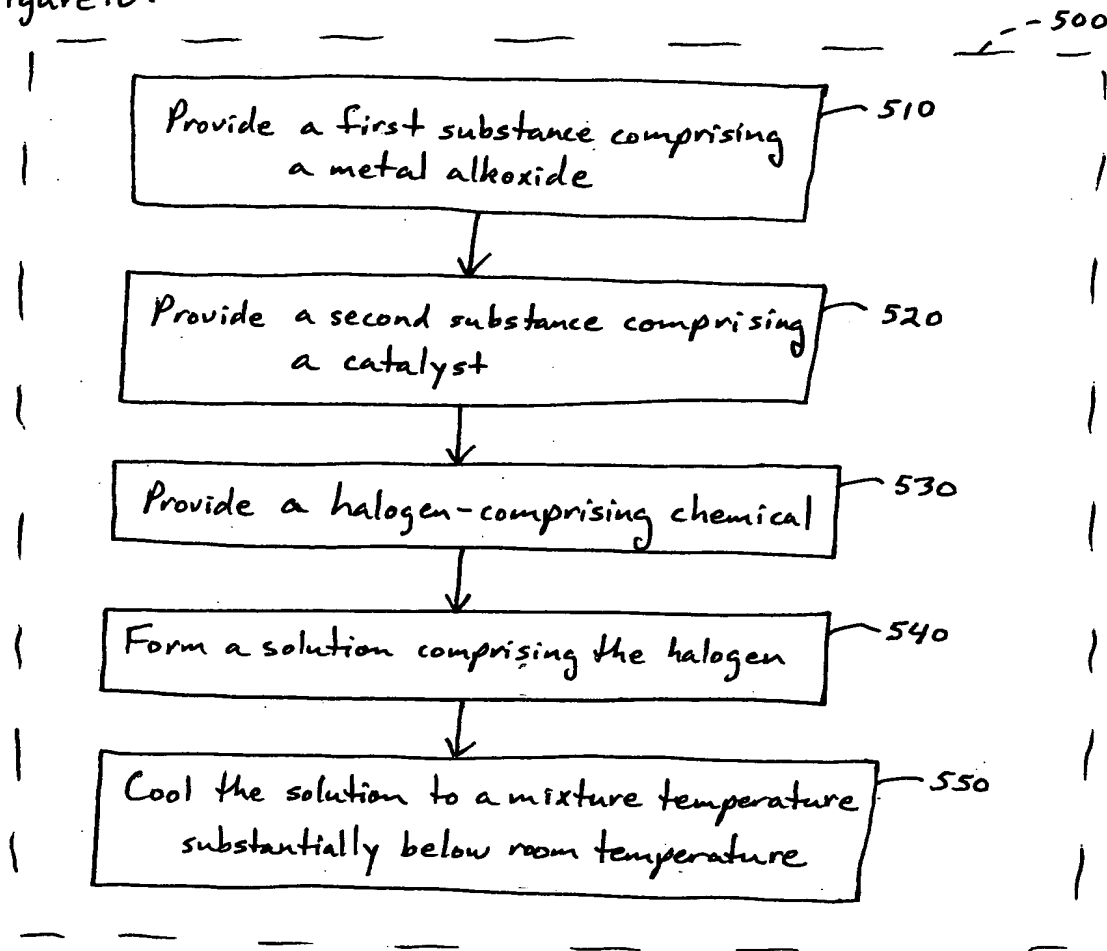 500
Provide a first substance comprising
a metal alkoxide
510
Provide a second substance comprising
a catalyst
520
Provide a halogen-comprising chemical
530
Form a solution comprising the halogen
540
Cool the solution to a mixture temperature
substantially below room temperature
550